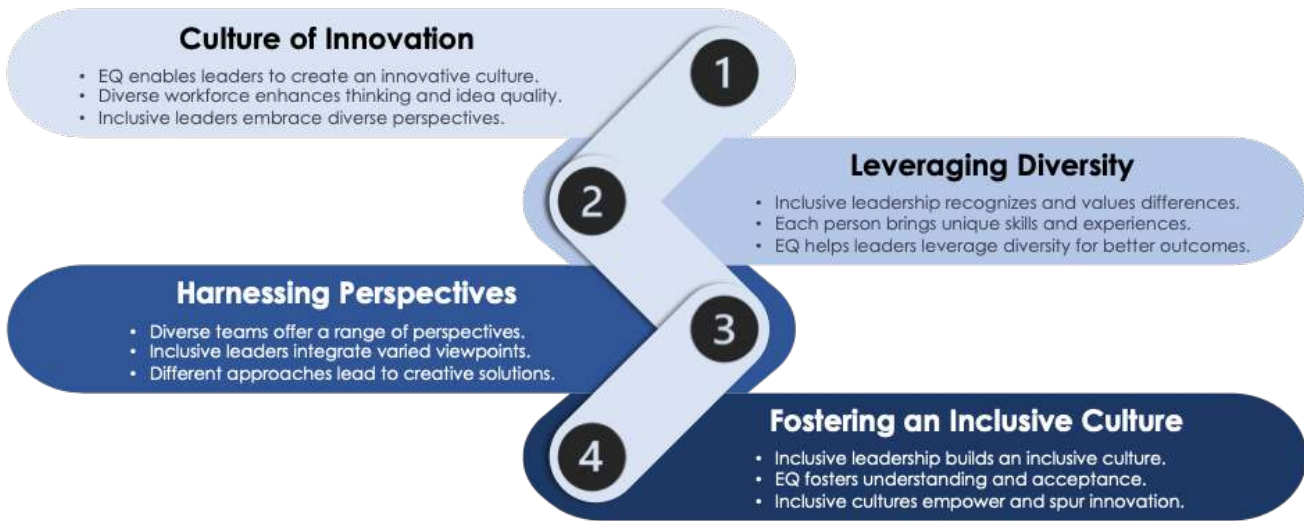 Culture of Innovation
• EQ enables leaders to create an innovative culture.
• Diverse workforce enhances thinking and idea quality.
• Inclusive leaders embrace diverse perspectives.
1
2
Leveraging Diversity
• Inclusive leadership recognizes and values differences.
• Each person brings unique skills and experiences.
• EQ helps leaders leverage diversity for better outcomes.
Harnessing Perspectives
• Diverse teams offer a range of perspectives.
• Inclusive leaders integrate varied viewpoints.
• Different approaches lead to creative solutions.
3
4
Fostering an Inclusive Culture
• Inclusive leadership builds an inclusive culture.
• EQ fosters understanding and acceptance.
• Inclusive cultures empower and spur innovation.